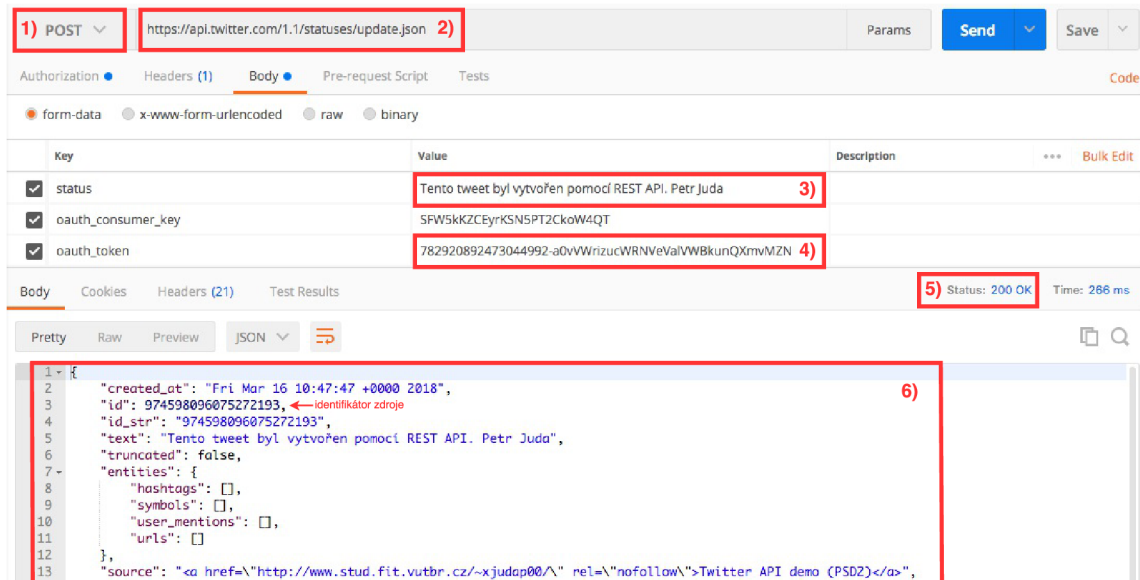 1) POST https://api.twitter.com/1.1/statuses/update.json 2) Params Send Save
Authorization Headers (1) Body Pre-request Script Tests Code
form-data x-www-form-urlencoded raw binary
Key Value Description ••• Bulk Edit
status Tento tweet byl vytvořen pomocí REST API. Petr Juda 3)
oauth_consumer_key SFW5kKZCEyrKSN5PT2CkoW4QT
oauth_token 782920892473044992-a0vVWrizucWRNVeValVWBkunQXmvMZN 4)
Body Cookies Headers (21) Test Results 5) Status: 200 OK Time: 266 ms
Pretty Raw Preview JSON
1 {
2 "created_at": "Fri Mar 16 10:47:47 +0000 2018", 6)
3 "id": 974598096075272193, identifikátor zdroje
4 "id_str": "974598096075272193",
5 "text": "Tento tweet byl vytvořen pomocí REST API. Petr Juda",
6 "truncated": false,
7 "entities": {
8 "hashtags": [],
9 "symbols": [],
10 "user_mentions": [],
11 "urls": []
12 },
13 "source": "<a href=\"http://www.stud.fit.vutbr.cz/~xjudap00/\" rel=\"nofollow\">Twitter API demo (PSDZ)</a>",